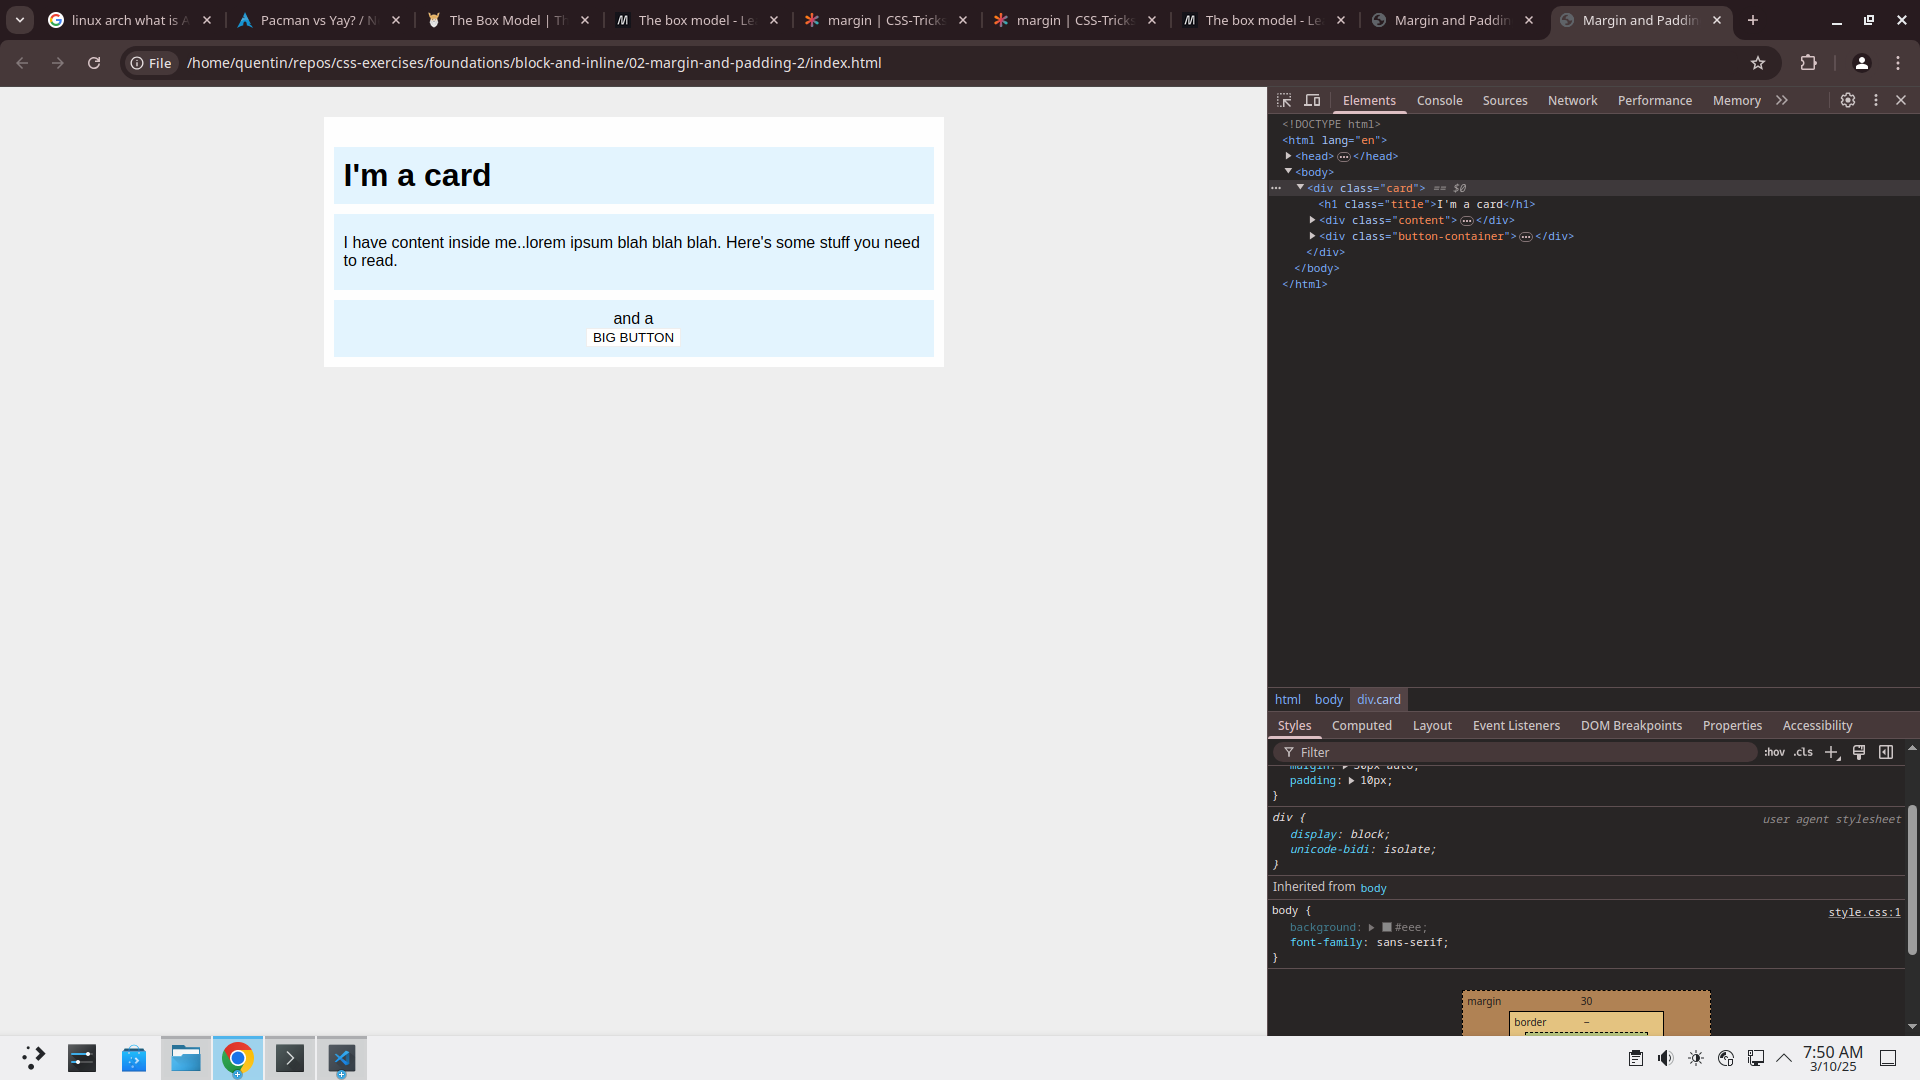 linux arch what is A
Pacman vs Yay? / N
The Box Model | Th
The box model - Le
margin | CSS-Tricks
margin | CSS-Tricks
The box model - Le
Margin and Paddin
Margin and Paddin
File
/home/quentin/repos/css-exercises/foundations/block-and-inline/02-margin-and-padding-2/index.html
I'm a card
I have content inside me..lorem ipsum blah blah blah. Here's some stuff you need
to read.
and a
BIG BUTTON
Elements Console Sources Network Performance Memory
<!DOCTYPE html>
<html lang="en">
<head> </head>
<body>
<div class="card"> == $0
<h1 class="title">I'm a card</h1>
<div class="content"> </div>
<div class="button-container"> </div>
</div>
</body>
</html>
html body div.card
Styles Computed Layout Event Listeners DOM Breakpoints Properties Accessibility
Filter :hov .cls
margin: 30px auto;
padding: 10px;
}
div { user agent stylesheet
display: block;
unicode-bidi: isolate;
}
Inherited from body
body { style.css:1
background: #eee;
font-family: sans-serif;
}
margin 30
border –
7:50 AM
3/10/25